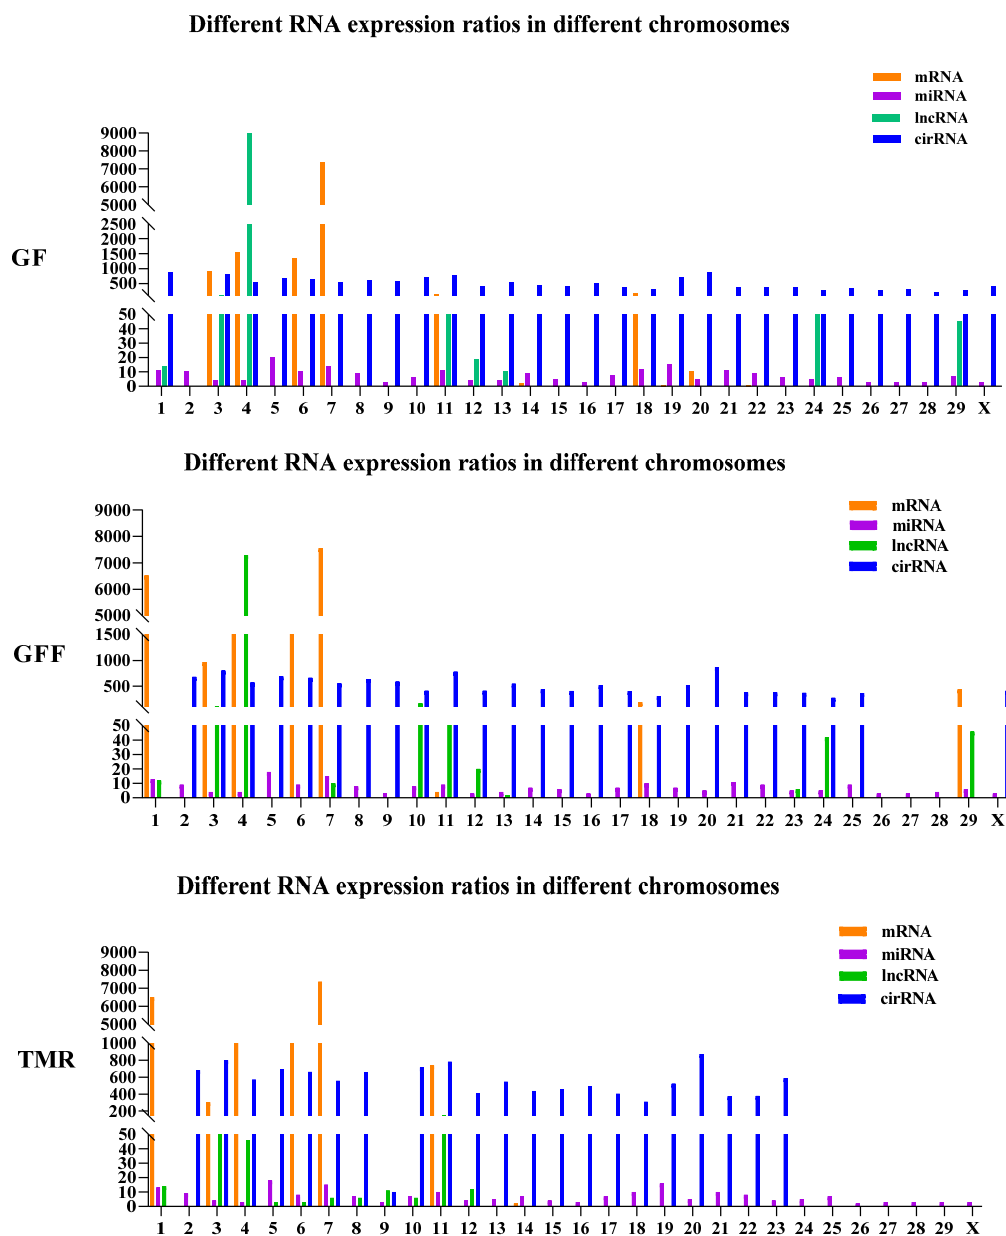 Different RNA expression ratios in different chromosomes
mRNA
miRNA
lncRNA
cirRNA
9000
8000
7000
6000
5000
2500
2000
1500
1000
500
50
40
30
20
10
0
GF
1 2 3 4 5 6 7 8 9 10 11 12 13 14 15 16 17 18 19 20 21 22 23 24 25 26 27 28 29 X
Different RNA expression ratios in different chromosomes
mRNA
miRNA
lncRNA
cirRNA
9000
8000
7000
6000
5000
1500
1000
500
50
40
30
20
10
0
GFF
1 2 3 4 5 6 7 8 9 10 11 12 13 14 15 16 17 18 19 20 21 22 23 24 25 26 27 28 29 X
Different RNA expression ratios in different chromosomes
mRNA
miRNA
lncRNA
cirRNA
9000
8000
7000
6000
5000
1000
800
600
400
200
50
40
30
20
10
0
TMR
1 2 3 4 5 6 7 8 9 10 11 12 13 14 15 16 17 18 19 20 21 22 23 24 25 26 27 28 29 X